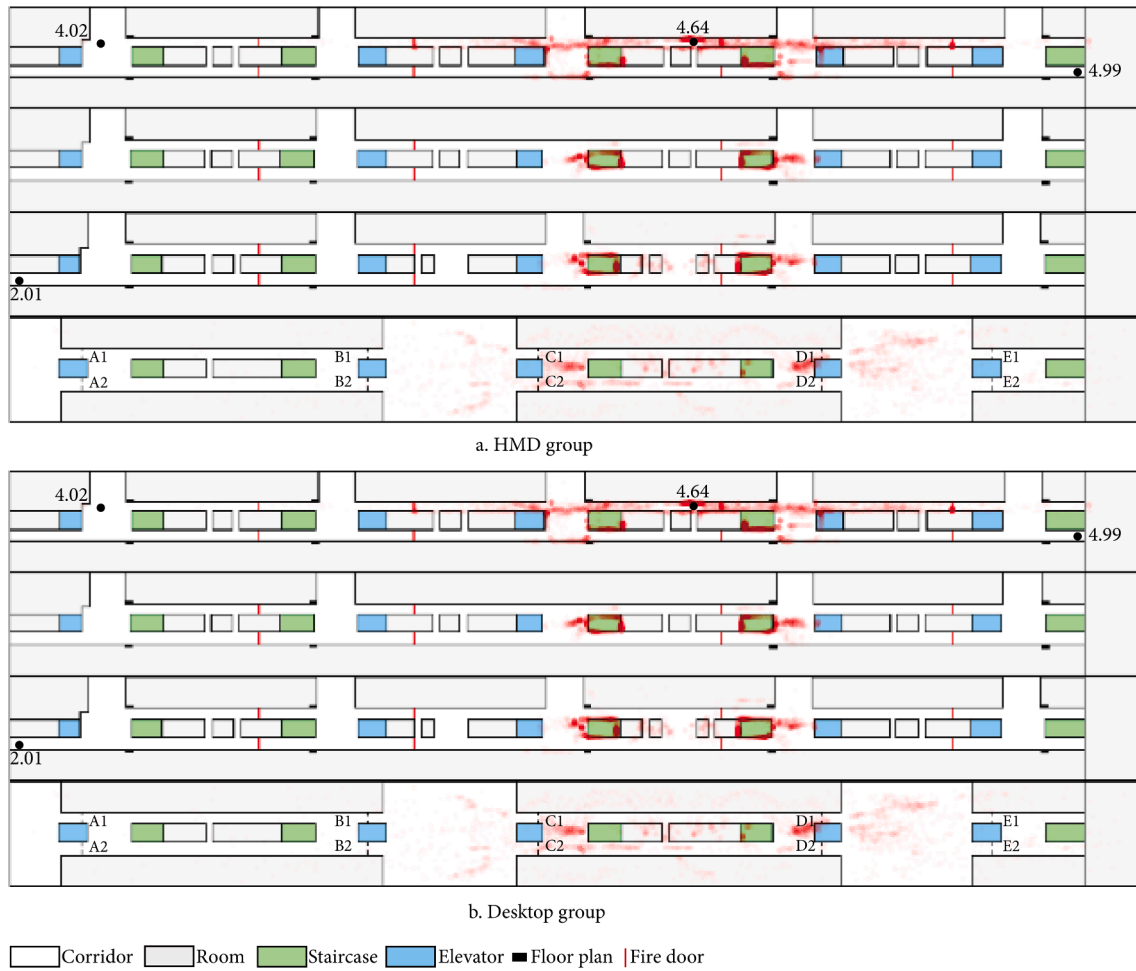 4.02
4.64
4.99
2.01
A1 B1 C1 D1 E1
A2 B2 C2 D2 E2
a. HMD group
4.02
4.64
4.99
2.01
A1 B1 C1 D1 E1
A2 B2 C2 D2 E2
b. Desktop group
Corridor Room Staircase Elevator Floor plan Fire door